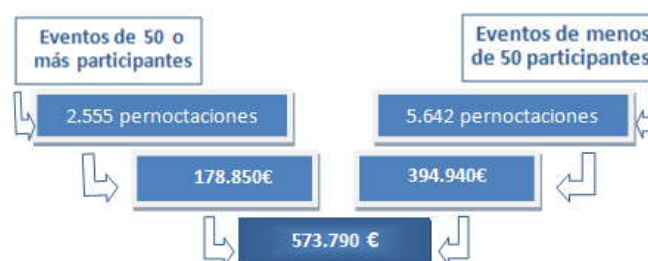 Eventos de 50 o
más participantes
Eventos de menos
de 50 participantes
2.555 pernoctaciones
5.642 pernoctaciones
178.850€
394.940€
573.790 €